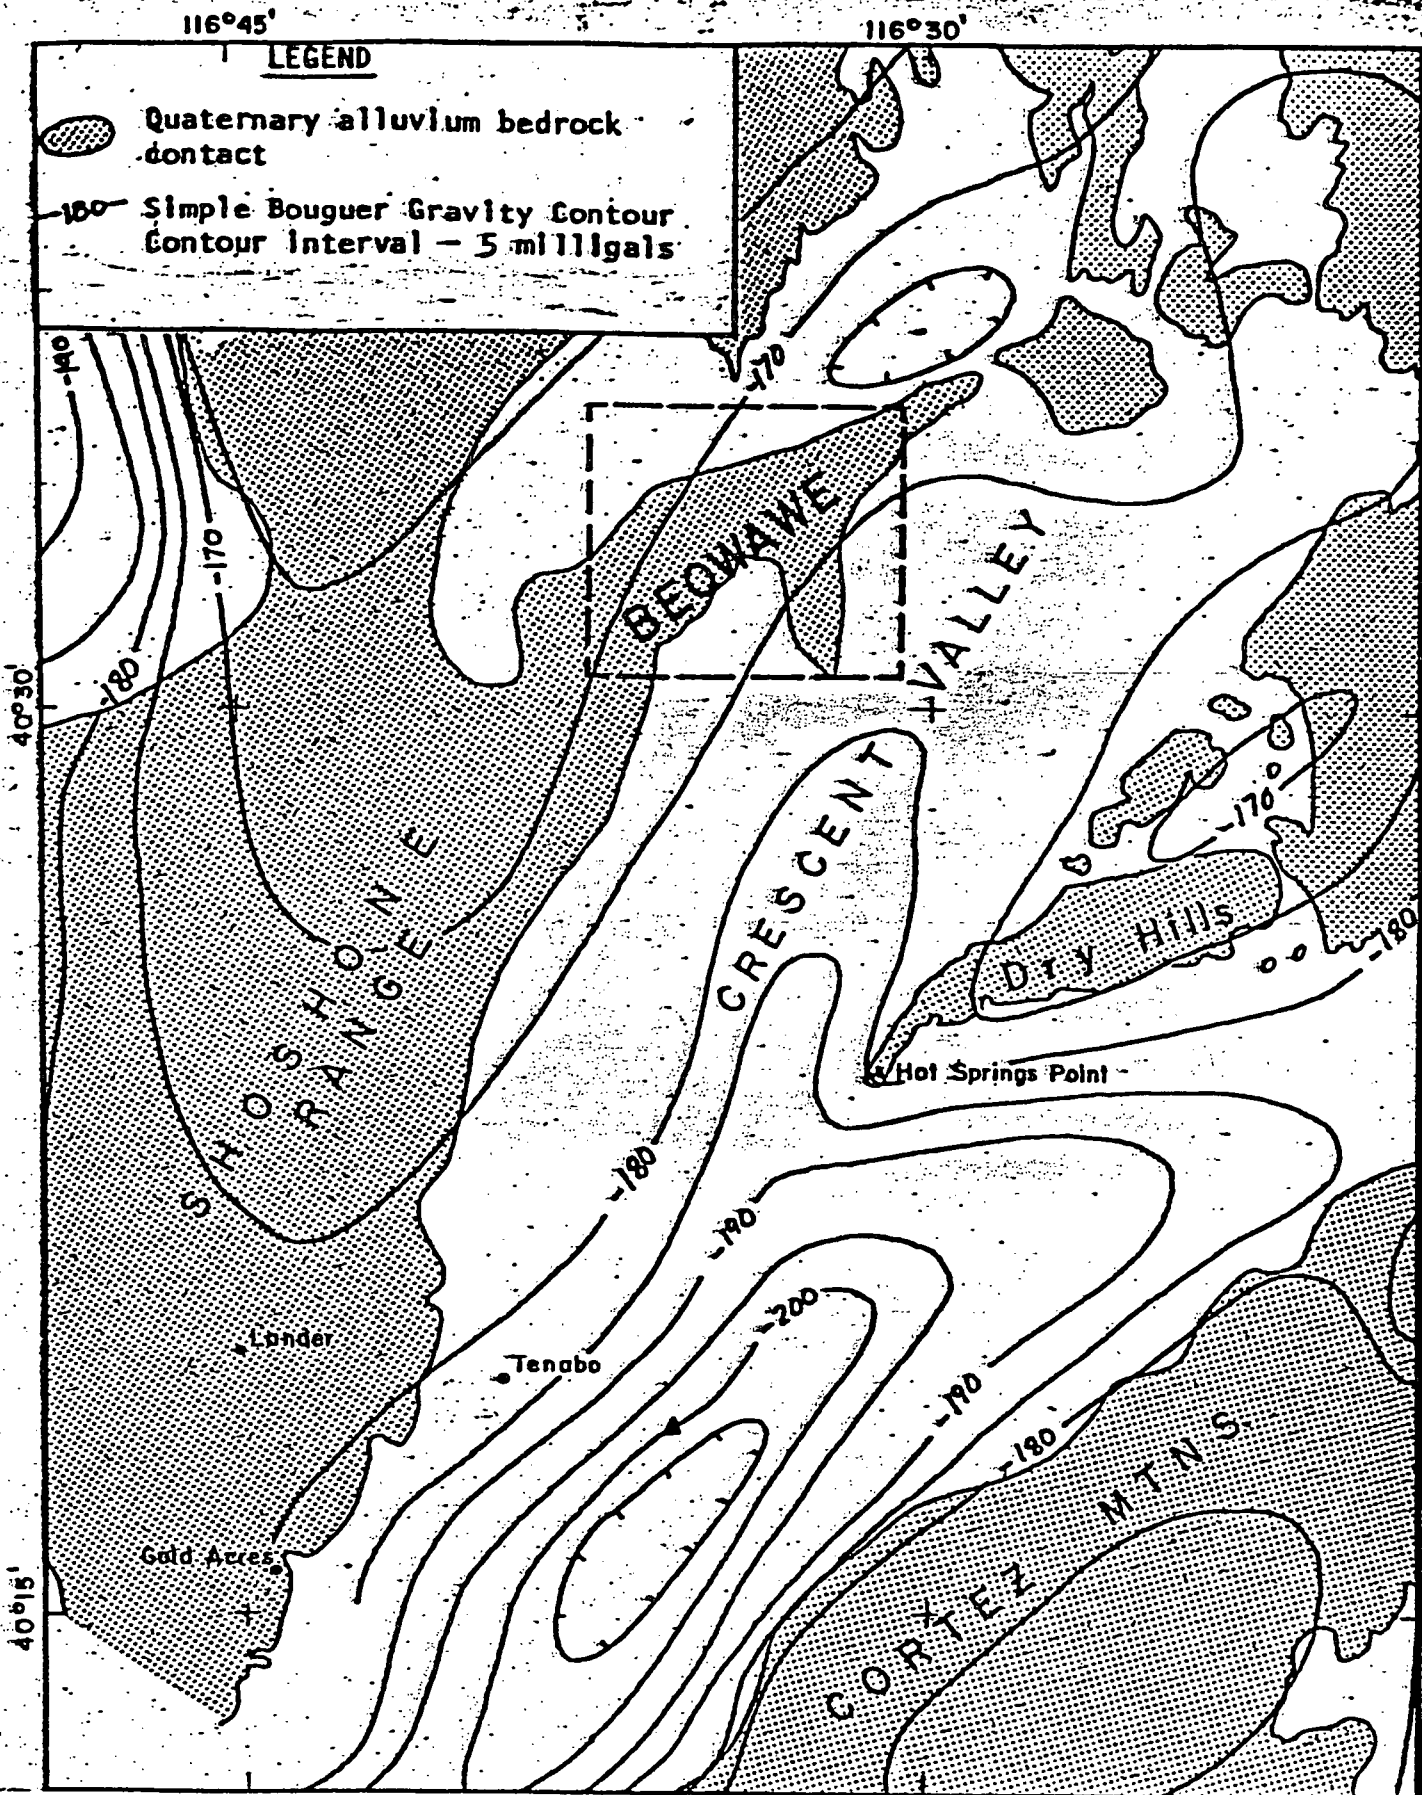 116°45'
116°30'
LEGEND
Quaternary alluvium bedrock
contact
-180 Simple Bouguer Gravity Contour
Contour Interval — 5 milligals
-140
-170
-170
BEOWAWE
VALLEY
40°30'
-180
CRESCENT
-170
SHOSHONE
RANGE
Dry Hills
-180
Hot Springs Point
-180
-190
-200
Lander
Tenabo
-190
-180
CORTEZ MTNS.
Gold Acres
40°15'